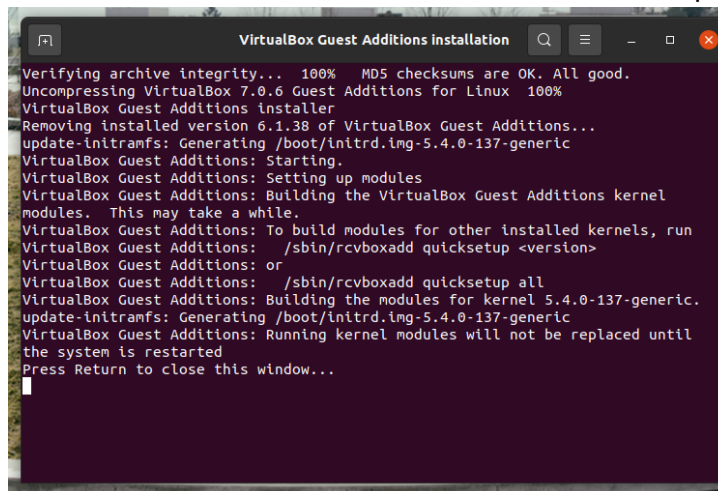 VirtualBox Guest Additions installation
Verifying archive integrity...  100%   MD5 checksums are OK. All good.
Uncompressing VirtualBox 7.0.6 Guest Additions for Linux  100%
VirtualBox Guest Additions installer
Removing installed version 6.1.38 of VirtualBox Guest Additions...
update-initramfs: Generating /boot/initrd.img-5.4.0-137-generic
VirtualBox Guest Additions: Starting.
VirtualBox Guest Additions: Setting up modules
VirtualBox Guest Additions: Building the VirtualBox Guest Additions kernel
modules.  This may take a while.
VirtualBox Guest Additions: To build modules for other installed kernels, run
VirtualBox Guest Additions:   /sbin/rcvboxadd quicksetup <version>
VirtualBox Guest Additions: or
VirtualBox Guest Additions:   /sbin/rcvboxadd quicksetup all
VirtualBox Guest Additions: Building the modules for kernel 5.4.0-137-generic.
update-initramfs: Generating /boot/initrd.img-5.4.0-137-generic
VirtualBox Guest Additions: Running kernel modules will not be replaced until
the system is restarted
Press Return to close this window...